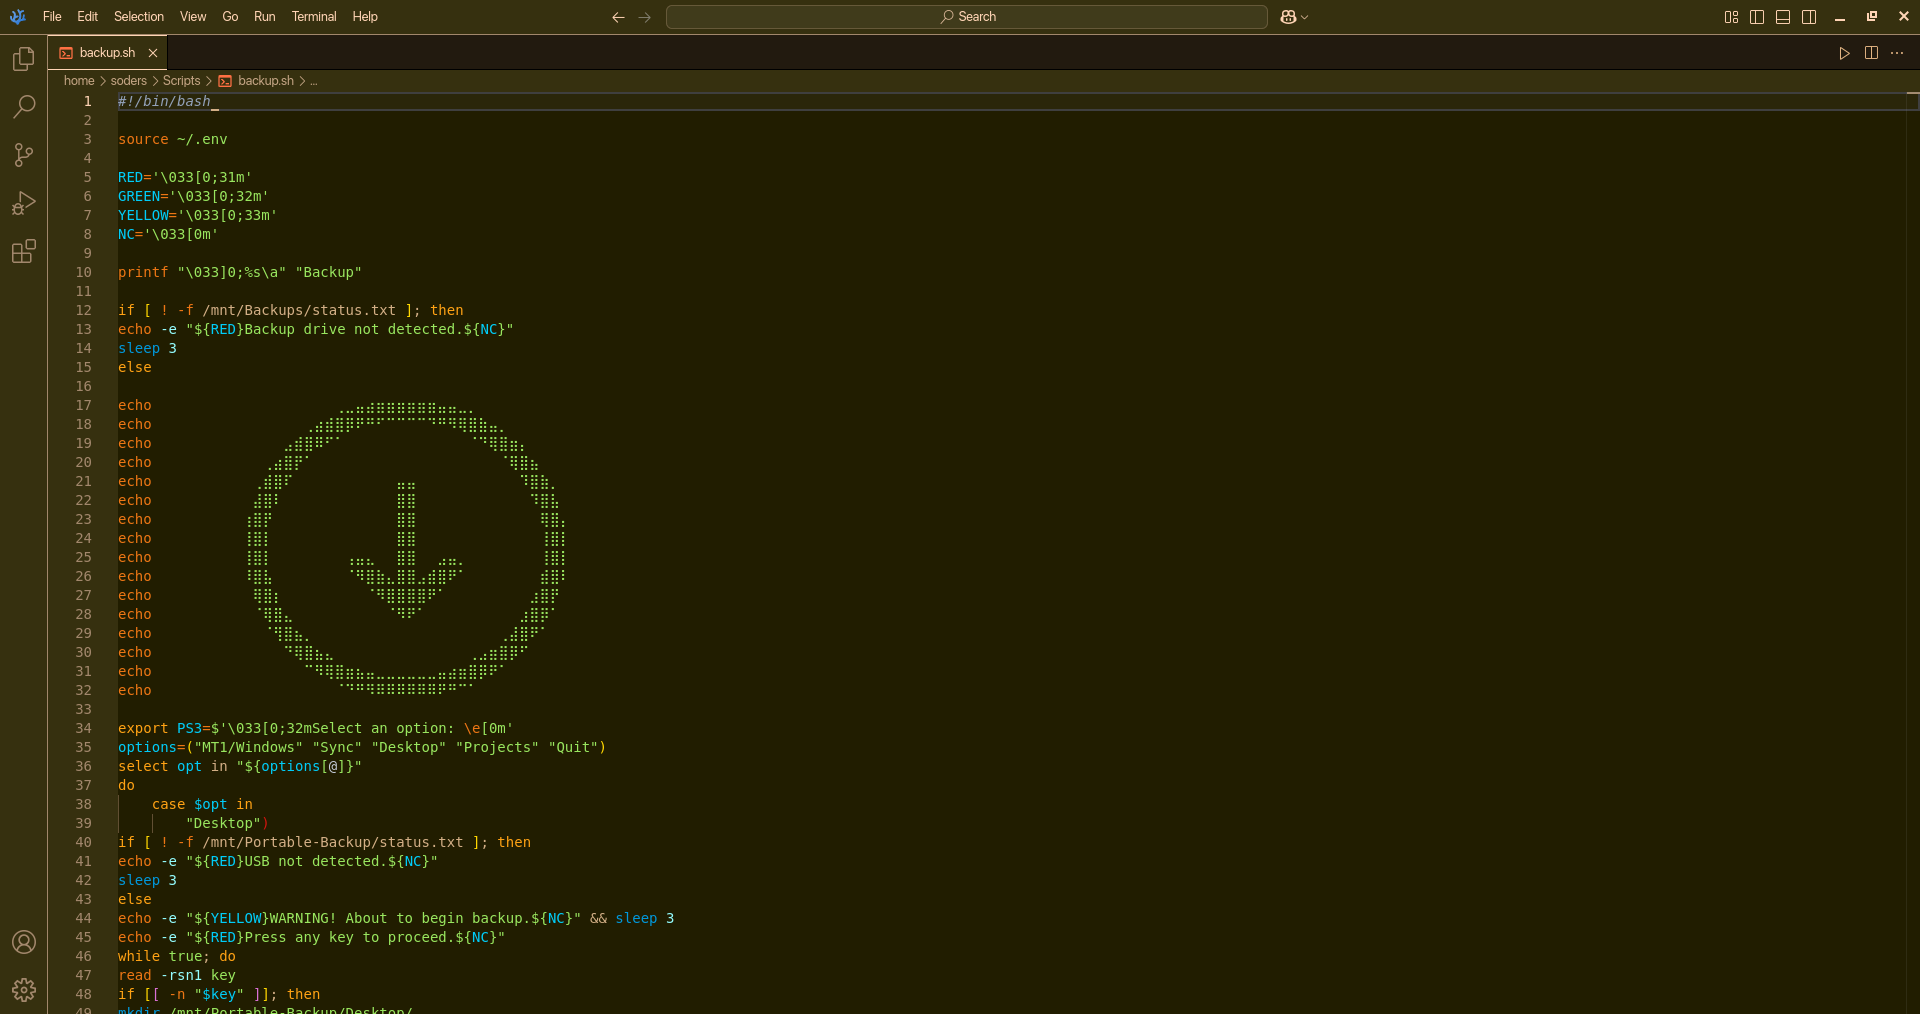 File Edit Selection View Go Run Terminal Help
Search
backup.sh
home > soders > Scripts > backup.sh > ...
1 #!/bin/bash
2
3 source ~/.env
4
5 RED='\033[0;31m'
6 GREEN='\033[0;32m'
7 YELLOW='\033[0;33m'
8 NC='\033[0m'
9
10 printf "\033]0;%s\a" "Backup"
11
12 if [ ! -f /mnt/Backups/status.txt ]; then
13 echo -e "${RED}Backup drive not detected.${NC}"
14 sleep 3
15 else
16
17 echo
18 echo
19 echo
20 echo
21 echo
22 echo
23 echo
24 echo
25 echo
26 echo
27 echo
28 echo
29 echo
30 echo
31 echo
32 echo
33
34 export PS3=$'\033[0;32mSelect an option: \e[0m'
35 options=("MT1/Windows" "Sync" "Desktop" "Projects" "Quit")
36 select opt in "${options[@]}"
37 do
38     case $opt in
39         "Desktop")
40 if [ ! -f /mnt/Portable-Backup/status.txt ]; then
41 echo -e "${RED}USB not detected.${NC}"
42 sleep 3
43 else
44 echo -e "${YELLOW}WARNING! About to begin backup.${NC}" && sleep 3
45 echo -e "${RED}Press any key to proceed.${NC}"
46 while true; do
47 read -rsn1 key
48 if [[ -n "$key" ]]; then
49 mkdir /mnt/Portable-Backup/Desktop/